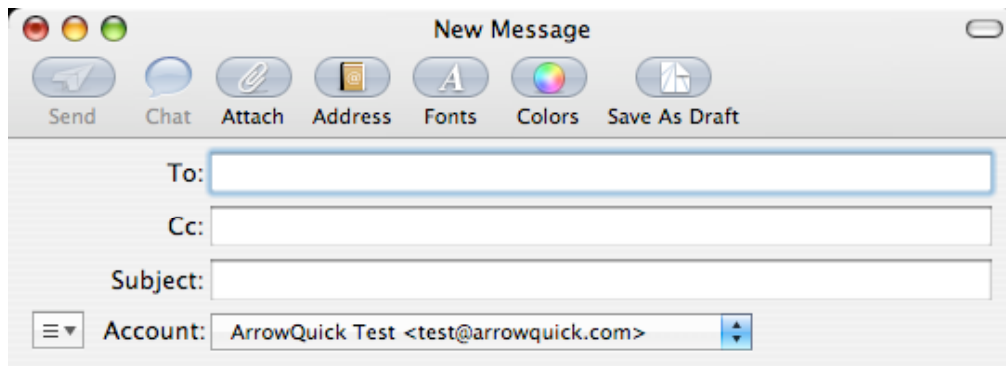 New Message
Send Chat Attach Address Fonts Colors Save As Draft
To:
Cc:
Subject:
Account: ArrowQuick Test <test@arrowquick.com>